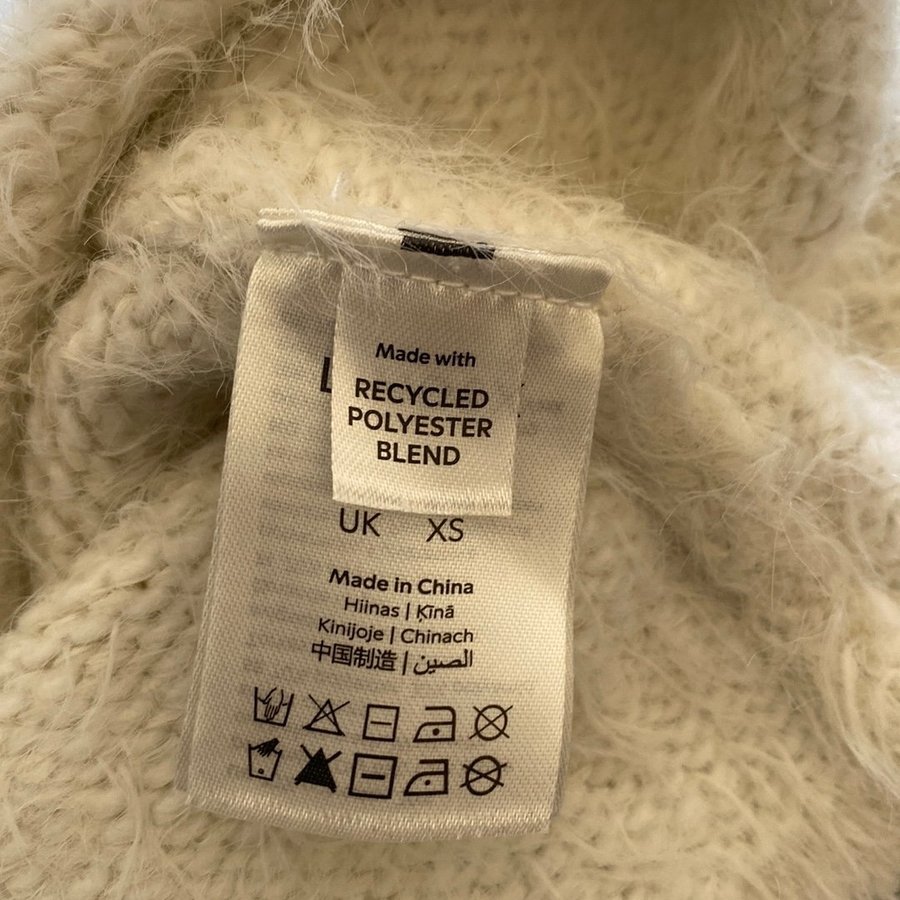 Made with
RECYCLED
POLYESTER
BLEND
UK XS
Made in China
Hiinas | Ķīnā
Kinijoje | Chinach
中国制造 | الصين